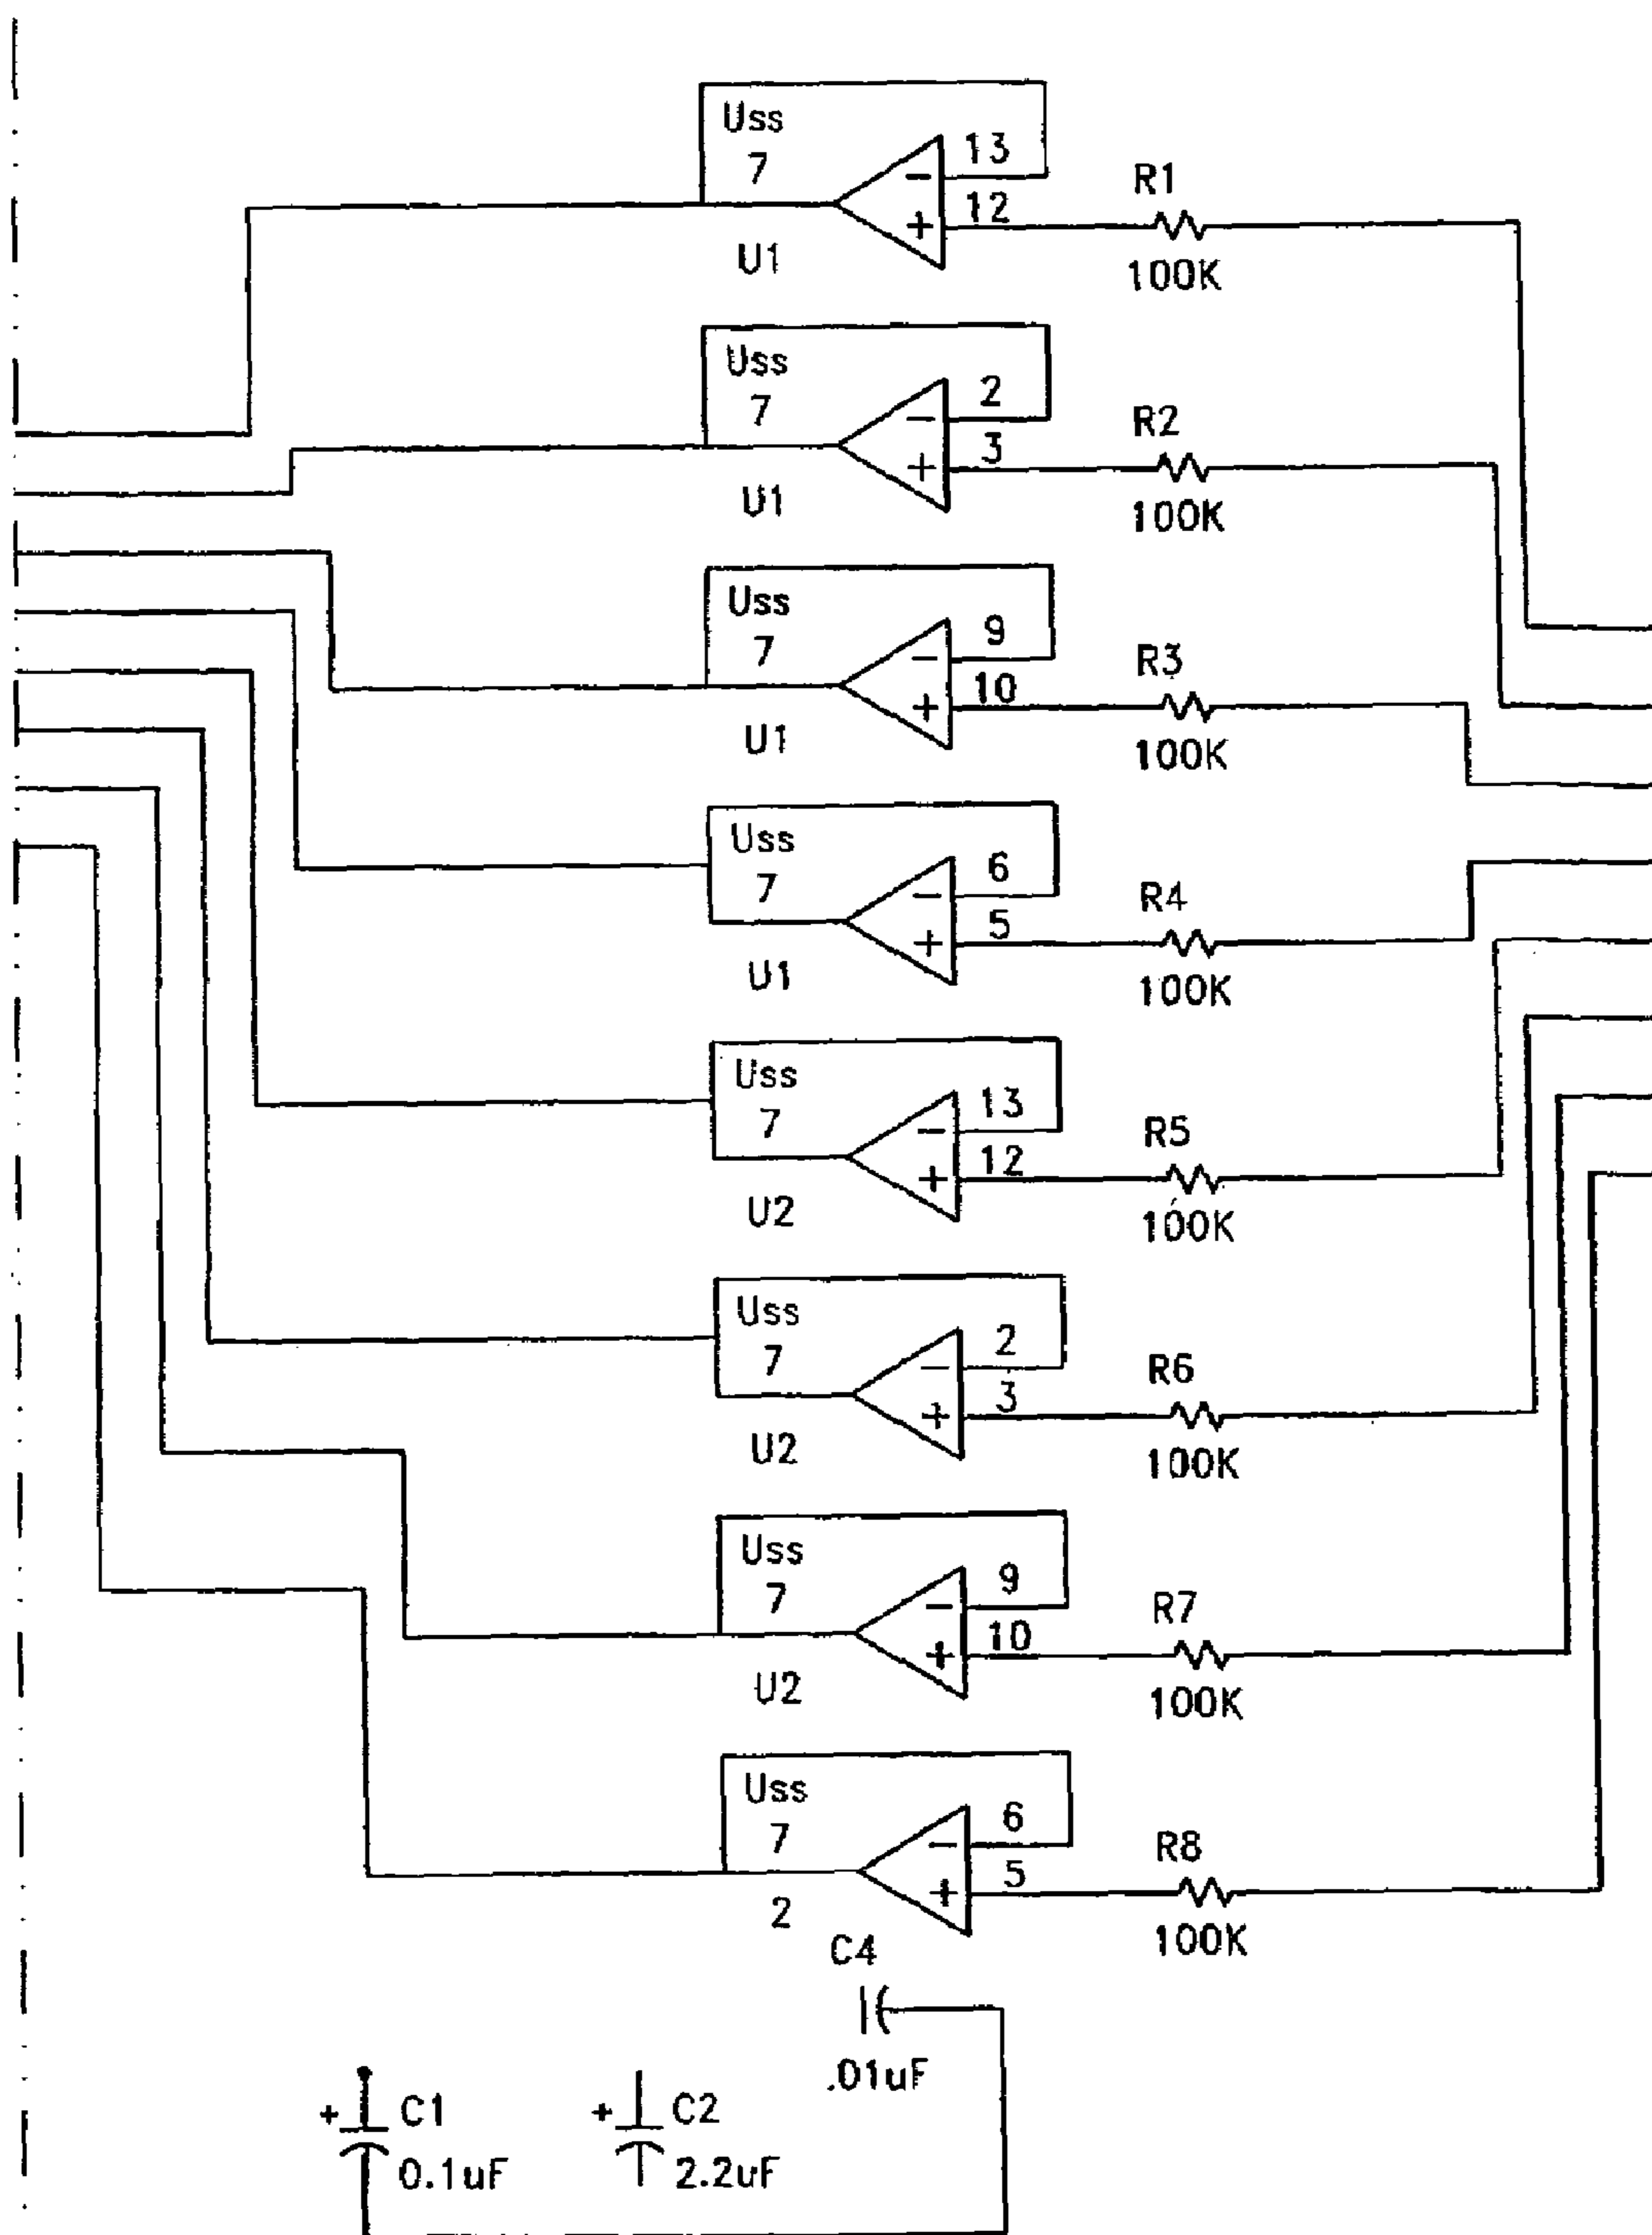 Uss
7
13
-
12
+
U1
R1
100K
Uss
7
2
-
3
+
U1
R2
100K
Uss
7
9
-
10
+
U1
R3
100K
Uss
7
6
-
5
+
U1
R4
100K
Uss
7
13
-
12
+
U2
R5
100K
Uss
7
2
-
3
+
U2
R6
100K
Uss
7
9
-
10
+
U2
R7
100K
Uss
7
6
-
5
+
2
R8
100K
C4
.01uF
+
C1
0.1uF
+
C2
2.2uF